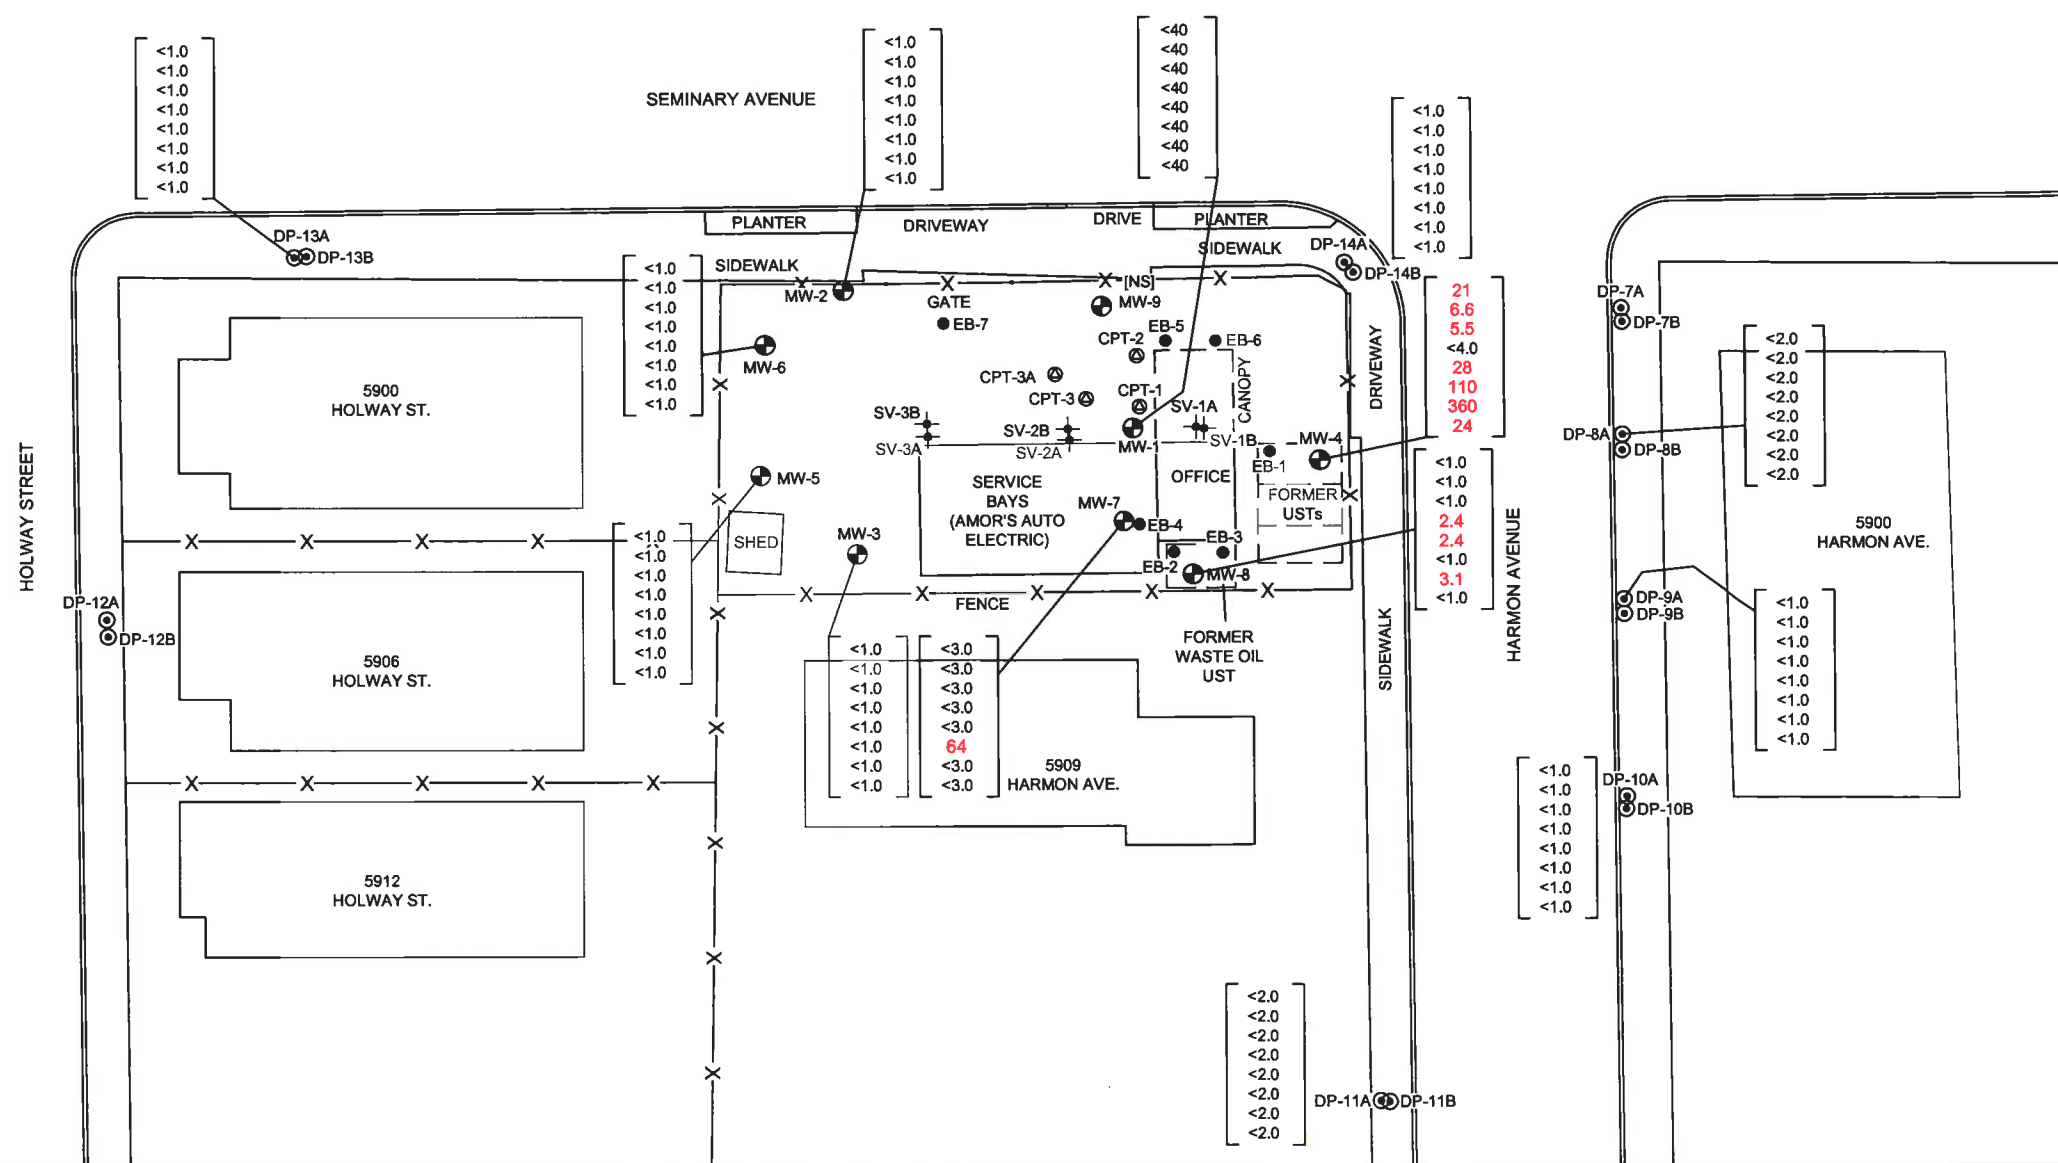 <1.0
<1.0
<1.0
<1.0
<1.0
<1.0
<1.0
<1.0
SEMINARY AVENUE
<1.0
<1.0
<1.0
<1.0
<1.0
<1.0
<1.0
<1.0
<40
<40
<40
<40
<40
<40
<40
<40
<1.0
<1.0
<1.0
<1.0
<1.0
<1.0
<1.0
<1.0
PLANTER
DRIVEWAY
DRIVE
PLANTER
SIDEWALK
SIDEWALK
DP-13A
DP-13B
DP-14A
DP-14B
<1.0
<1.0
<1.0
<1.0
<1.0
<1.0
<1.0
<1.0
MW-2
GATE
[NS]
MW-9
EB-7
MW-6
CPT-2
EB-5
EB-6
CPT-3A
CPT-3
CPT-1
CANOPY
DRIVEWAY
21
6.6
5.5
<4.0
28
110
360
24
DP-7A
DP-7B
<2.0
<2.0
<2.0
<2.0
<2.0
<2.0
<2.0
<2.0
5900
HOLWAY ST.
SV-3B
SV-3A
SV-2B
SV-2A
MW-1
SV-1A
SV-1B
MW-4
EB-1
DP-8A
DP-8B
HOLWAY STREET
MW-5
SERVICE
BAYS
(AMOR'S AUTO
ELECTRIC)
OFFICE
FORMER
USTs
<1.0
<1.0
<1.0
2.4
2.4
<1.0
3.1
<1.0
HARMON AVENUE
5900
HARMON AVE.
MW-7
EB-4
SHED
MW-3
EB-3
EB-2
MW-8
<1.0
<1.0
<1.0
<1.0
<1.0
<1.0
<1.0
<1.0
FENCE
DP-12A
DP-12B
DP-9A
DP-9B
<1.0
<1.0
<1.0
<1.0
<1.0
<1.0
<1.0
<1.0
5906
HOLWAY ST.
FORMER
WASTE OIL
UST
SIDEWALK
<1.0
<1.0
<1.0
<1.0
<1.0
<1.0
<1.0
<1.0
<3.0
<3.0
<3.0
<3.0
<3.0
64
<3.0
<3.0
5909
HARMON AVE.
<1.0
<1.0
<1.0
<1.0
<1.0
<1.0
<1.0
<1.0
DP-10A
DP-10B
5912
HOLWAY ST.
<2.0
<2.0
<2.0
<2.0
<2.0
<2.0
<2.0
<2.0
DP-11A
DP-11B